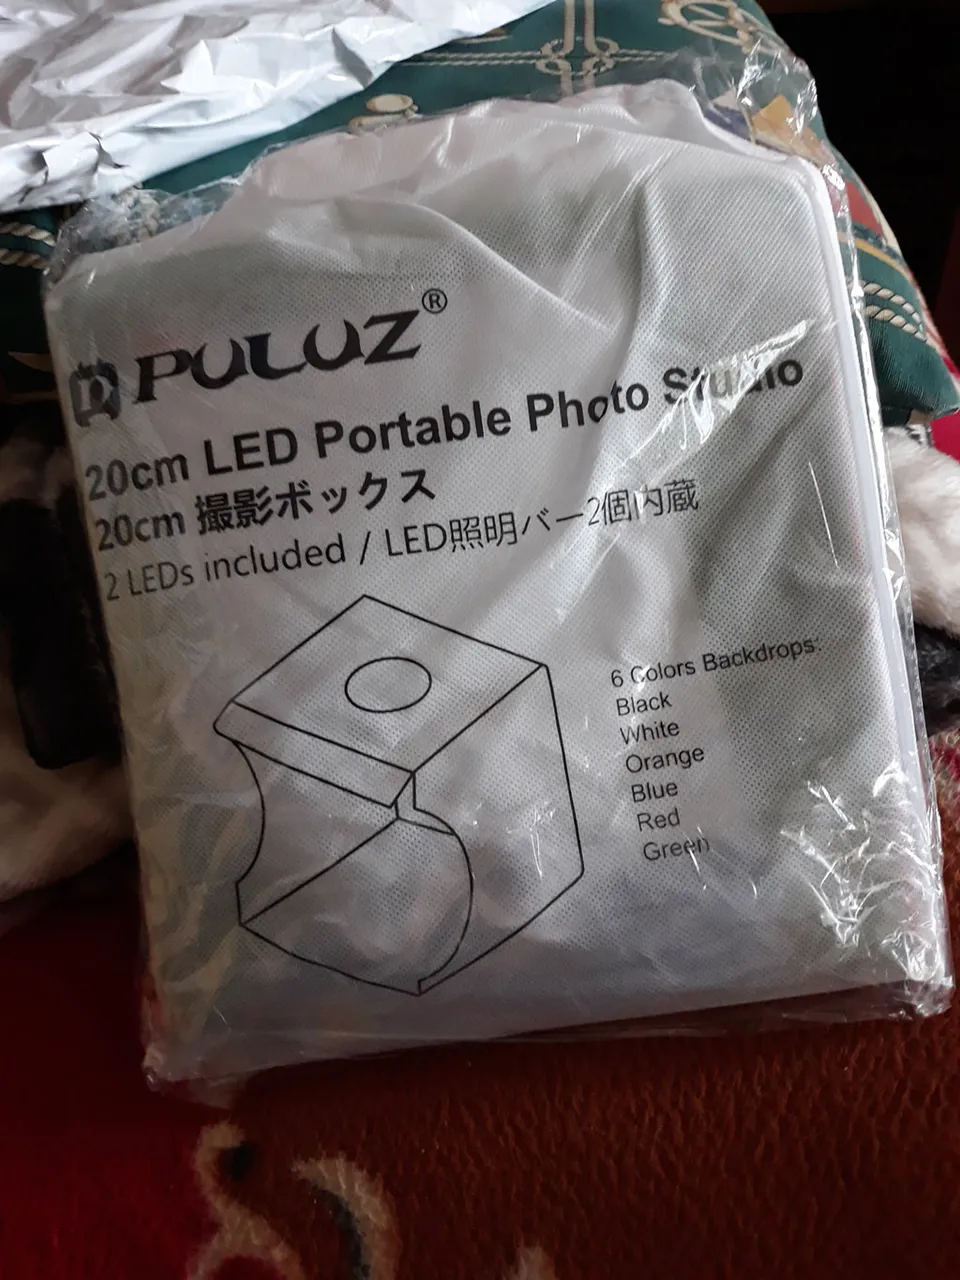 PULUZ®
20cm LED Portable Photo Studio
20cm 撮影ボックス
2 LEDs included / LED照明バー2個内蔵
6 Colors Backdrops:
Black
White
Orange
Blue
Red
Green